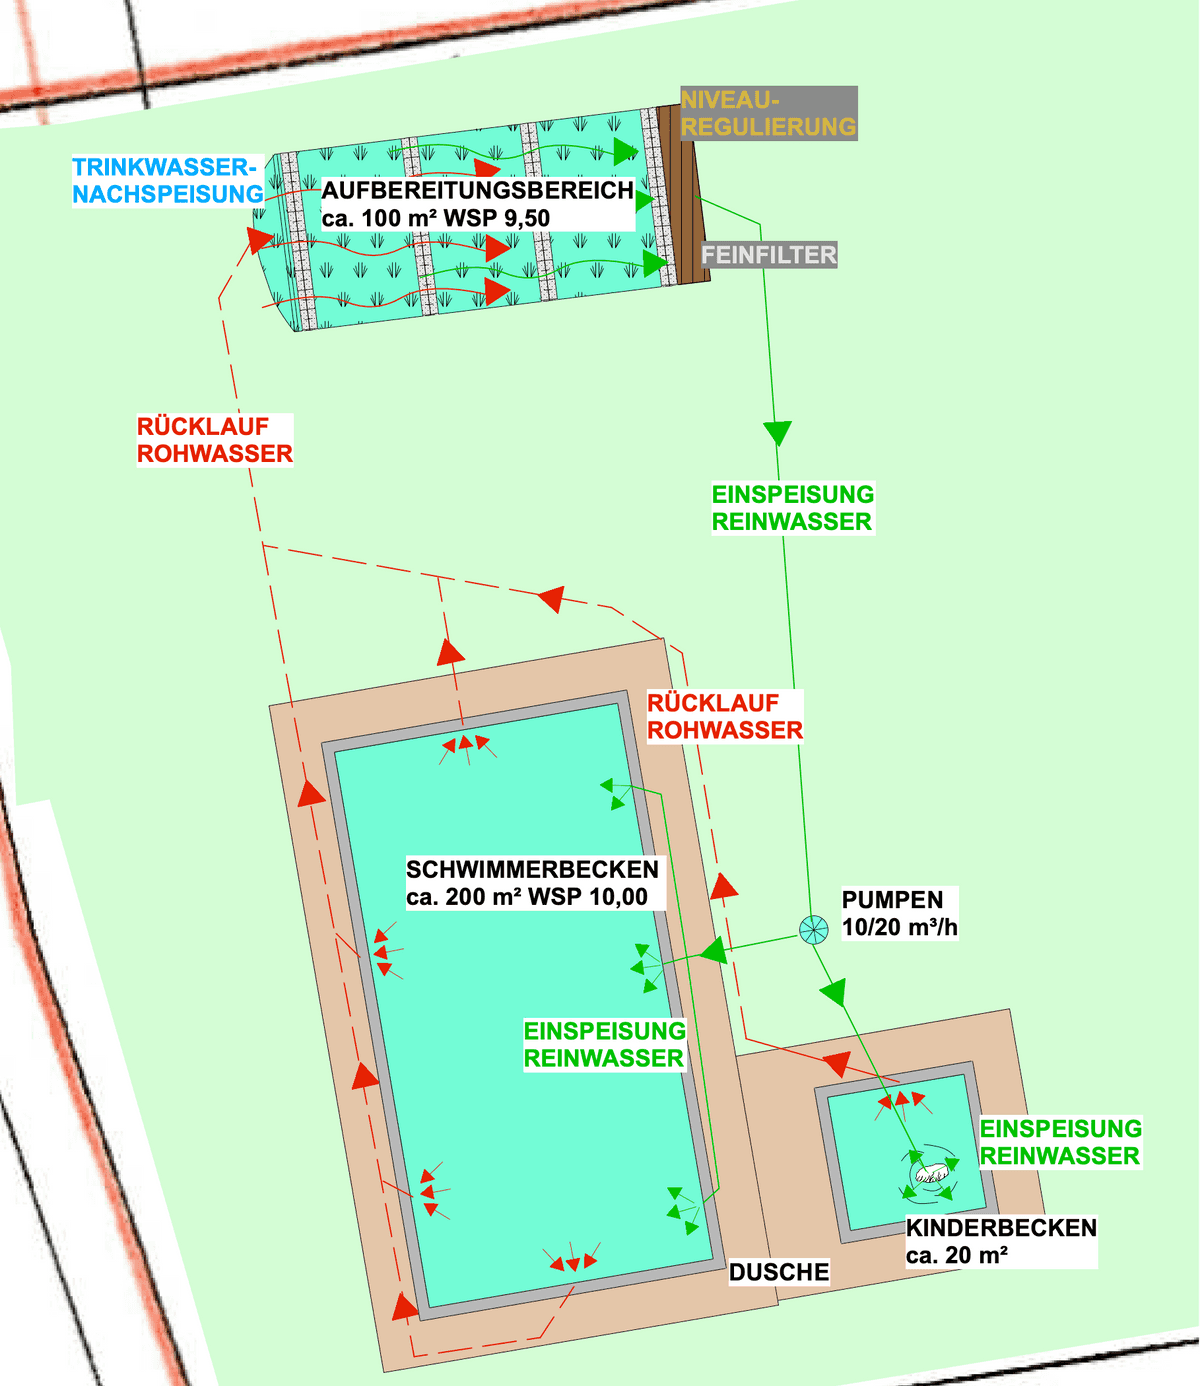 NIVEAU-
REGULIERUNG
TRINKWASSER-
NACHSPEISUNG
AUFBEREITUNGSBEREICH
ca. 100 m² WSP 9,50
FEINFILTER
RÜCKLAUF
ROHWASSER
EINSPEISUNG
REINWASSER
RÜCKLAUF
ROHWASSER
SCHWIMMERBECKEN
ca. 200 m² WSP 10,00
PUMPEN
10/20 m³/h
EINSPEISUNG
REINWASSER
EINSPEISUNG
REINWASSER
KINDERBECKEN
ca. 20 m²
DUSCHE